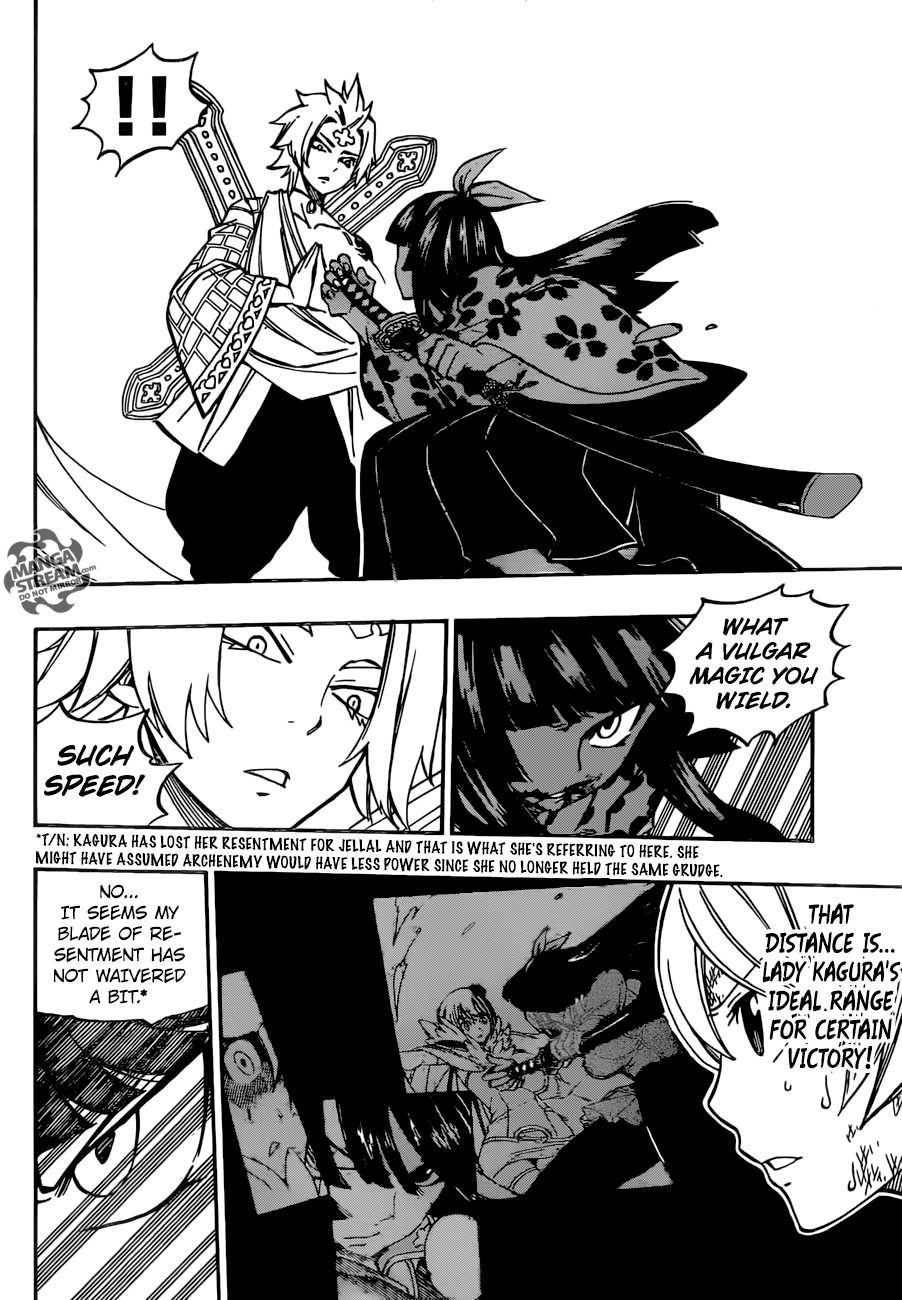 !!
MANGA
STREAM.com
DO NOT MIRROR
WHAT
A VULGAR
MAGIC YOU
WIELD.
SUCH
SPEED!
*T/N: KAGURA HAS LOST HER RESENTMENT FOR JELLAL AND THAT IS WHAT SHE'S REFERRING TO HERE. SHE
MIGHT HAVE ASSUMED ARCHENEMY WOULD HAVE LESS POWER SINCE SHE NO LONGER HELD THE SAME GRUDGE.
THAT
DISTANCE IS...
LADY KAGURA'S
IDEAL RANGE
FOR CERTAIN
VICTORY!
NO...
IT SEEMS MY
BLADE OF RE-
SENTMENT HAS
NOT WAIVERED
A BIT.*